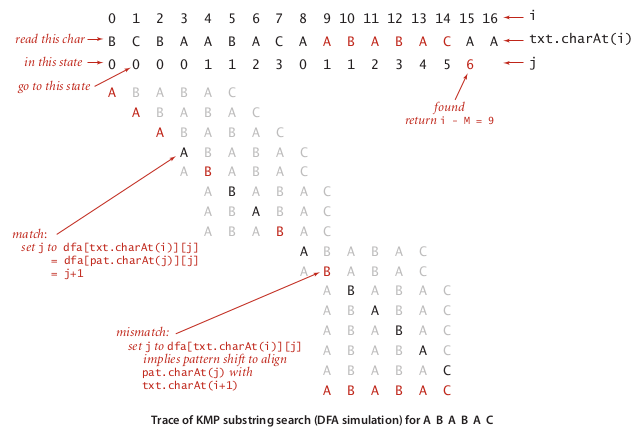 0 1 2 3 4 5 6 7 8 9 10 11 12 13 14 15 16 i
read this char B C B A A B A C A A B A B A C A A txt.charAt(i)
in this state 0 0 0 0 1 1 2 3 0 1 1 2 3 4 5 6 j
go to this state
found
return i - M = 9
A B A B A C
A B A B A C
A B A B A C
A B A B A C
A B A B A C
A B A B A C
A B A B A C
A B A B A C
match:
set j to dfa[txt.charAt(i)][j]
= dfa[pat.charAt(j)][j]
= j+1
A B A B A C
A B A B A C
A B A B A C
A B A B A C
A B A B A C
A B A B A C
A B A B A C
A B A B A C
mismatch:
set j to dfa[txt.charAt(i)][j]
implies pattern shift to align
pat.charAt(j) with
txt.charAt(i+1)
Trace of KMP substring search (DFA simulation) for A B A B A C